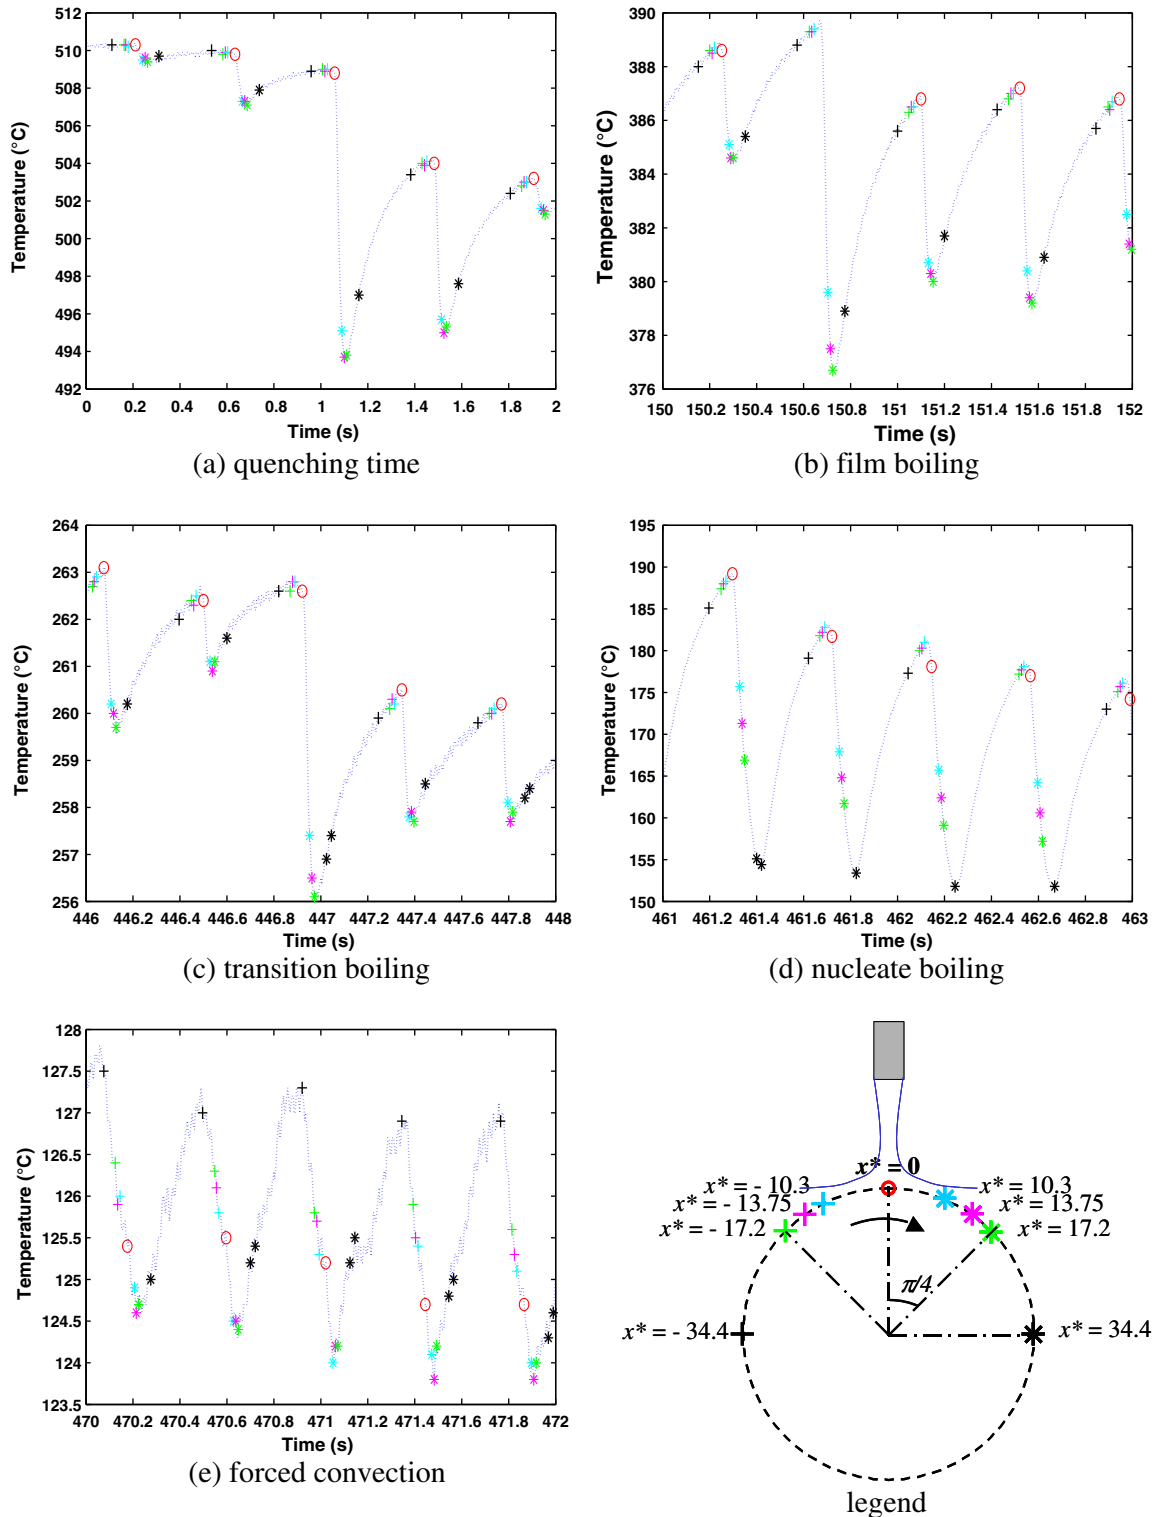 510
508
506
504
502
500
498
496
494
492
Temperature (°C)
0 0.2 0.4 0.6 0.8 1 1.2 1.4 1.6 1.8 2
Time (s)
(a) quenching time
390
388
386
384
382
380
378
376
Temperature (°C)
150 150.2 150.4 150.6 150.8 151 151.2 151.4 151.6 151.8 152
Time (s)
(b) film boiling
264
263
262
261
260
259
258
257
256
Temperature (°C)
446 446.2 446.4 446.6 446.8 447 447.2 447.4 447.6 447.8 448
Time (s)
(c) transition boiling
195
190
185
180
175
170
165
160
155
150
Temperature (°C)
461 461.2 461.4 461.6 461.8 462 462.2 462.4 462.6 462.8 463
Time (s)
(d) nucleate boiling
128
127.5
127
126.5
126
125.5
125
124.5
124
123.5
Temperature (°C)
470 470.2 470.4 470.6 470.8 471 471.2 471.4 471.6 471.8 472
Time (s)
(e) forced convection
x* = 0
x* = - 10.3
x* = - 13.75
x* = - 17.2
x* = - 34.4
x* = 10.3
x* = 13.75
x* = 17.2
π/4
x* = 34.4
legend